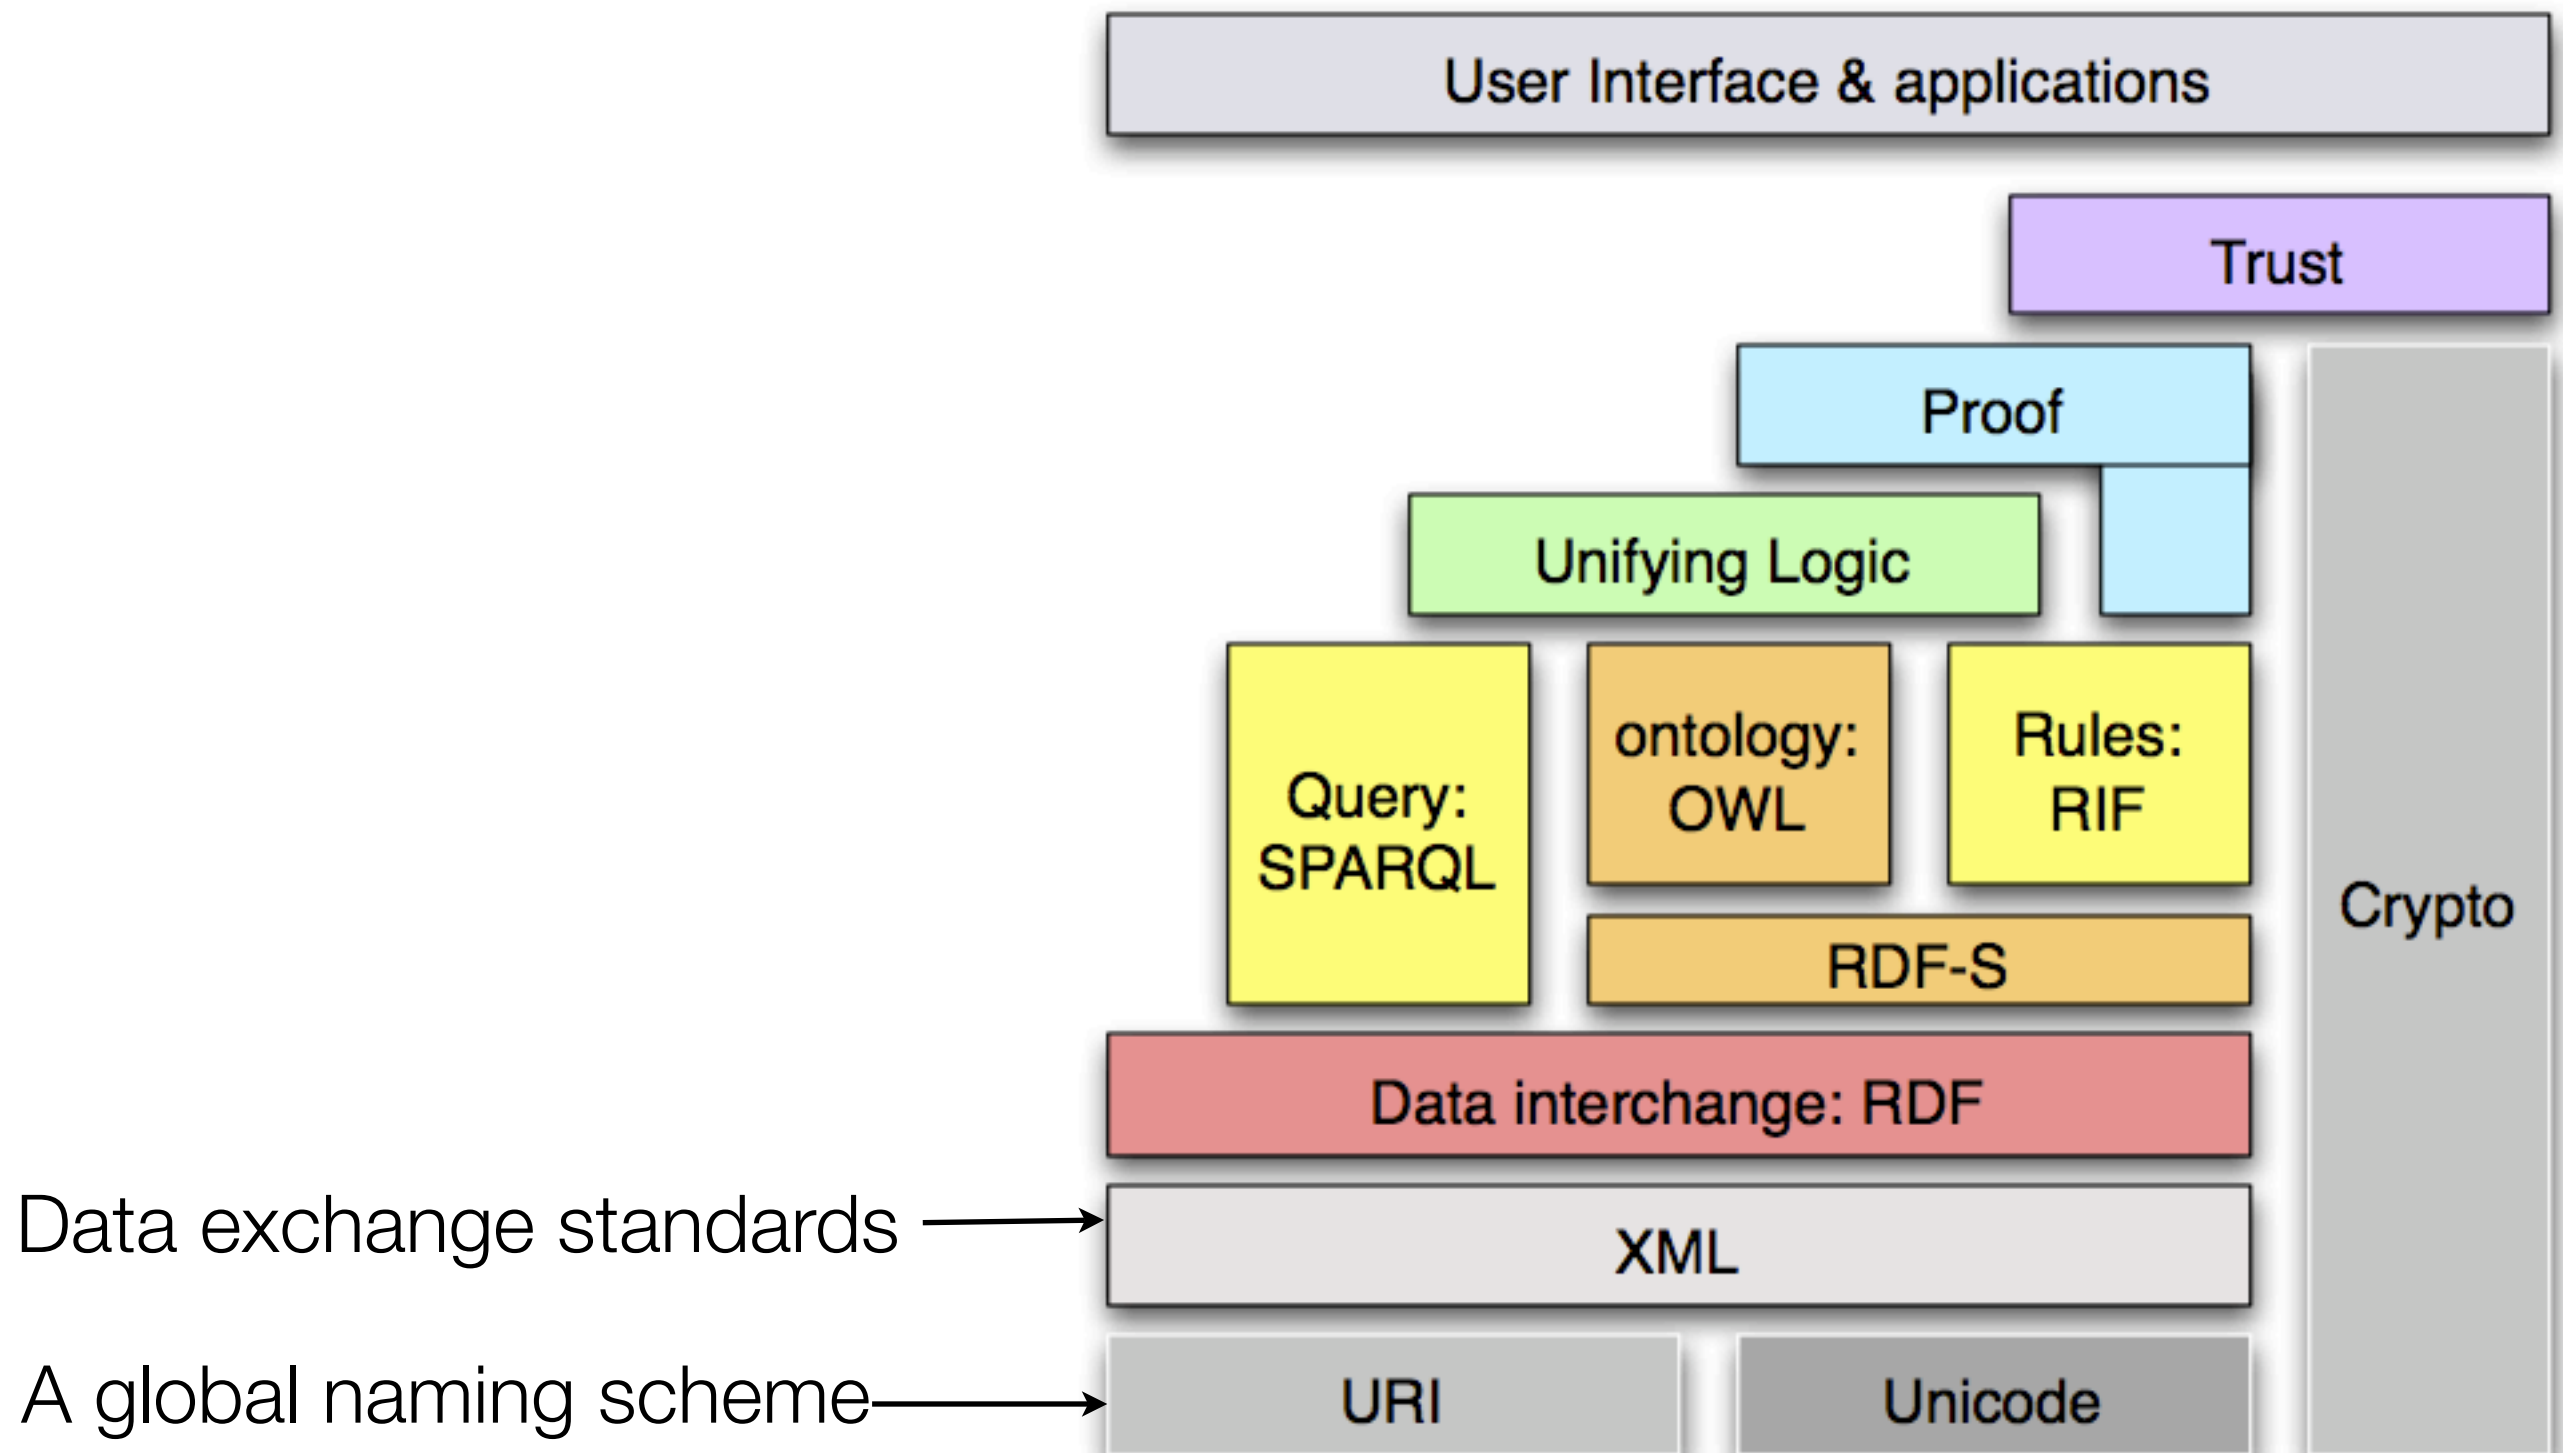 User Interface & applications
Trust
Proof
Unifying Logic
Query:
SPARQL
ontology:
OWL
Rules:
RIF
Crypto
RDF-S
Data interchange: RDF
Data exchange standards
XML
A global naming scheme
URI
Unicode